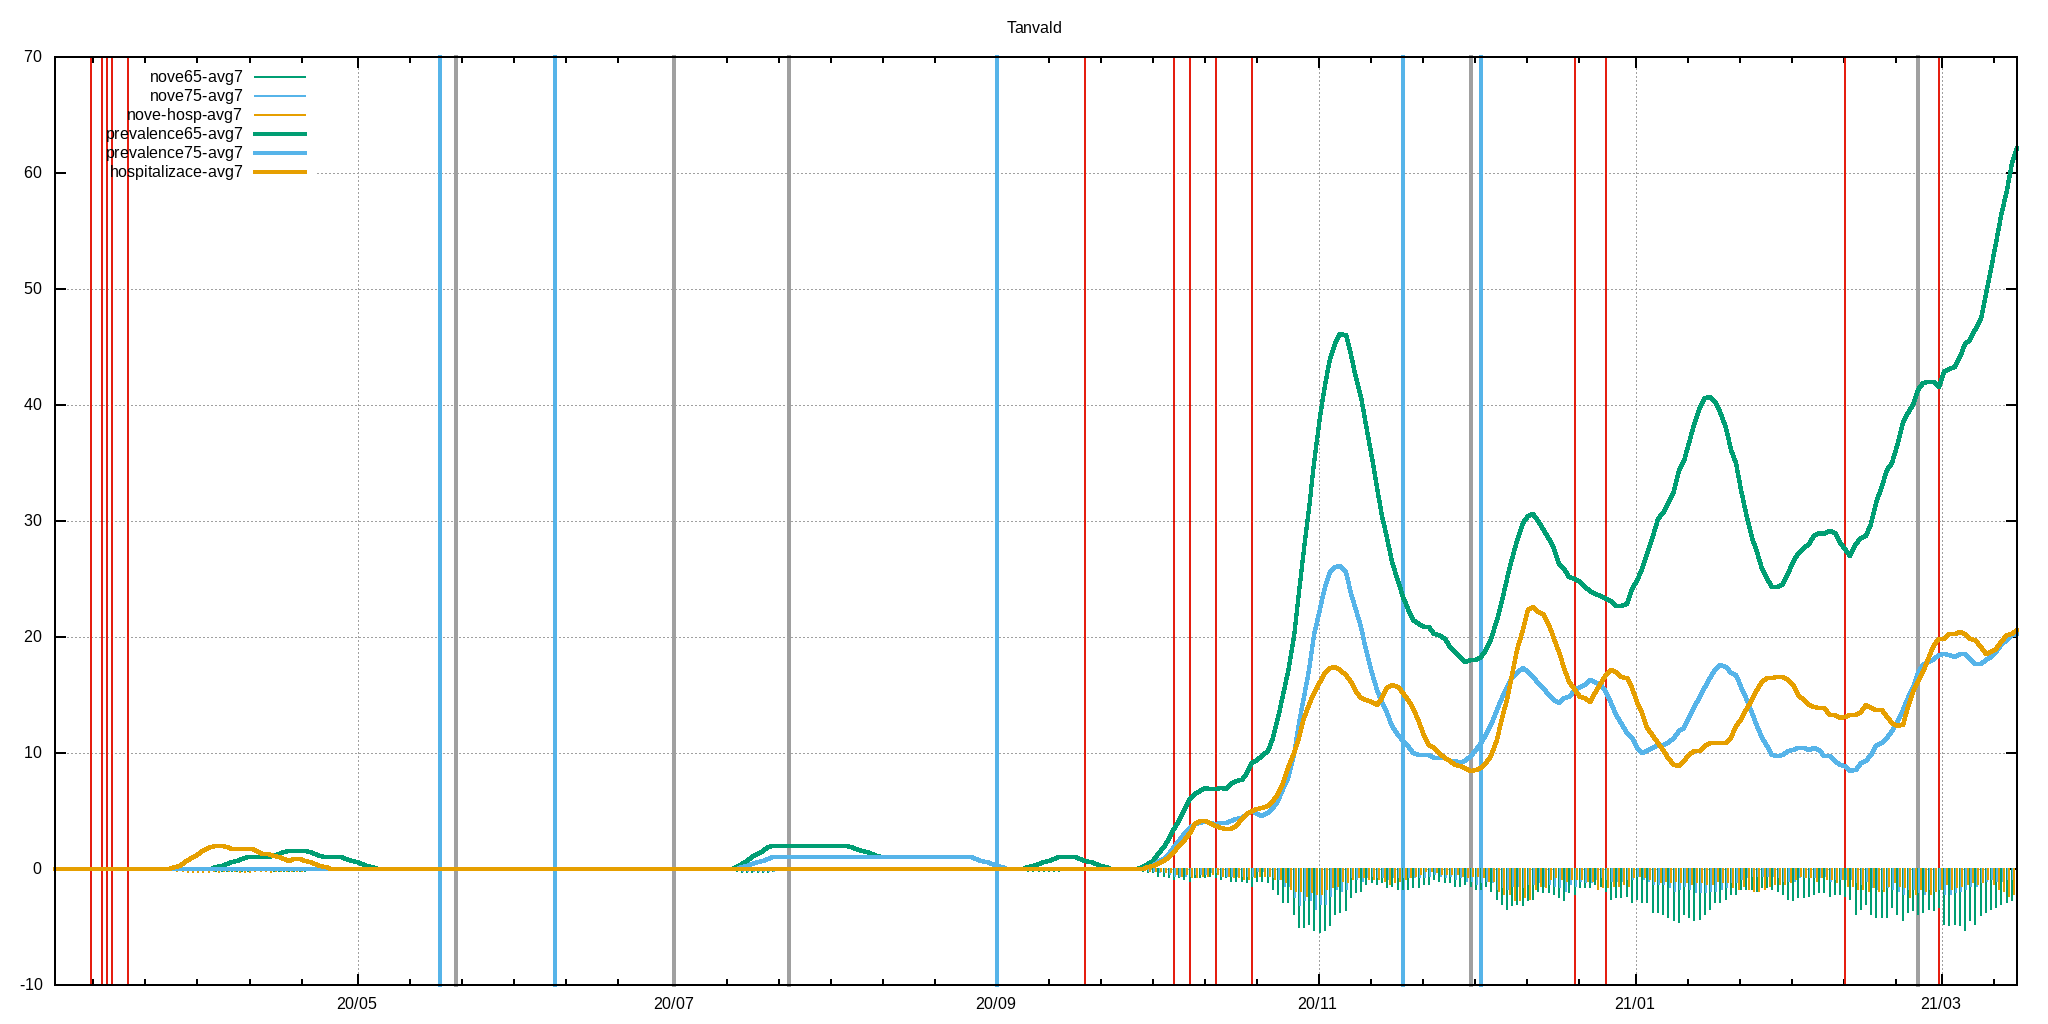 Tanvald
70
60
50
40
30
20
10
0
-10
nove65-avg7
nove75-avg7
nove-hosp-avg7
prevalence65-avg7
prevalence75-avg7
hospitalizace-avg7
20/05
20/07
20/09
20/11
21/01
21/03